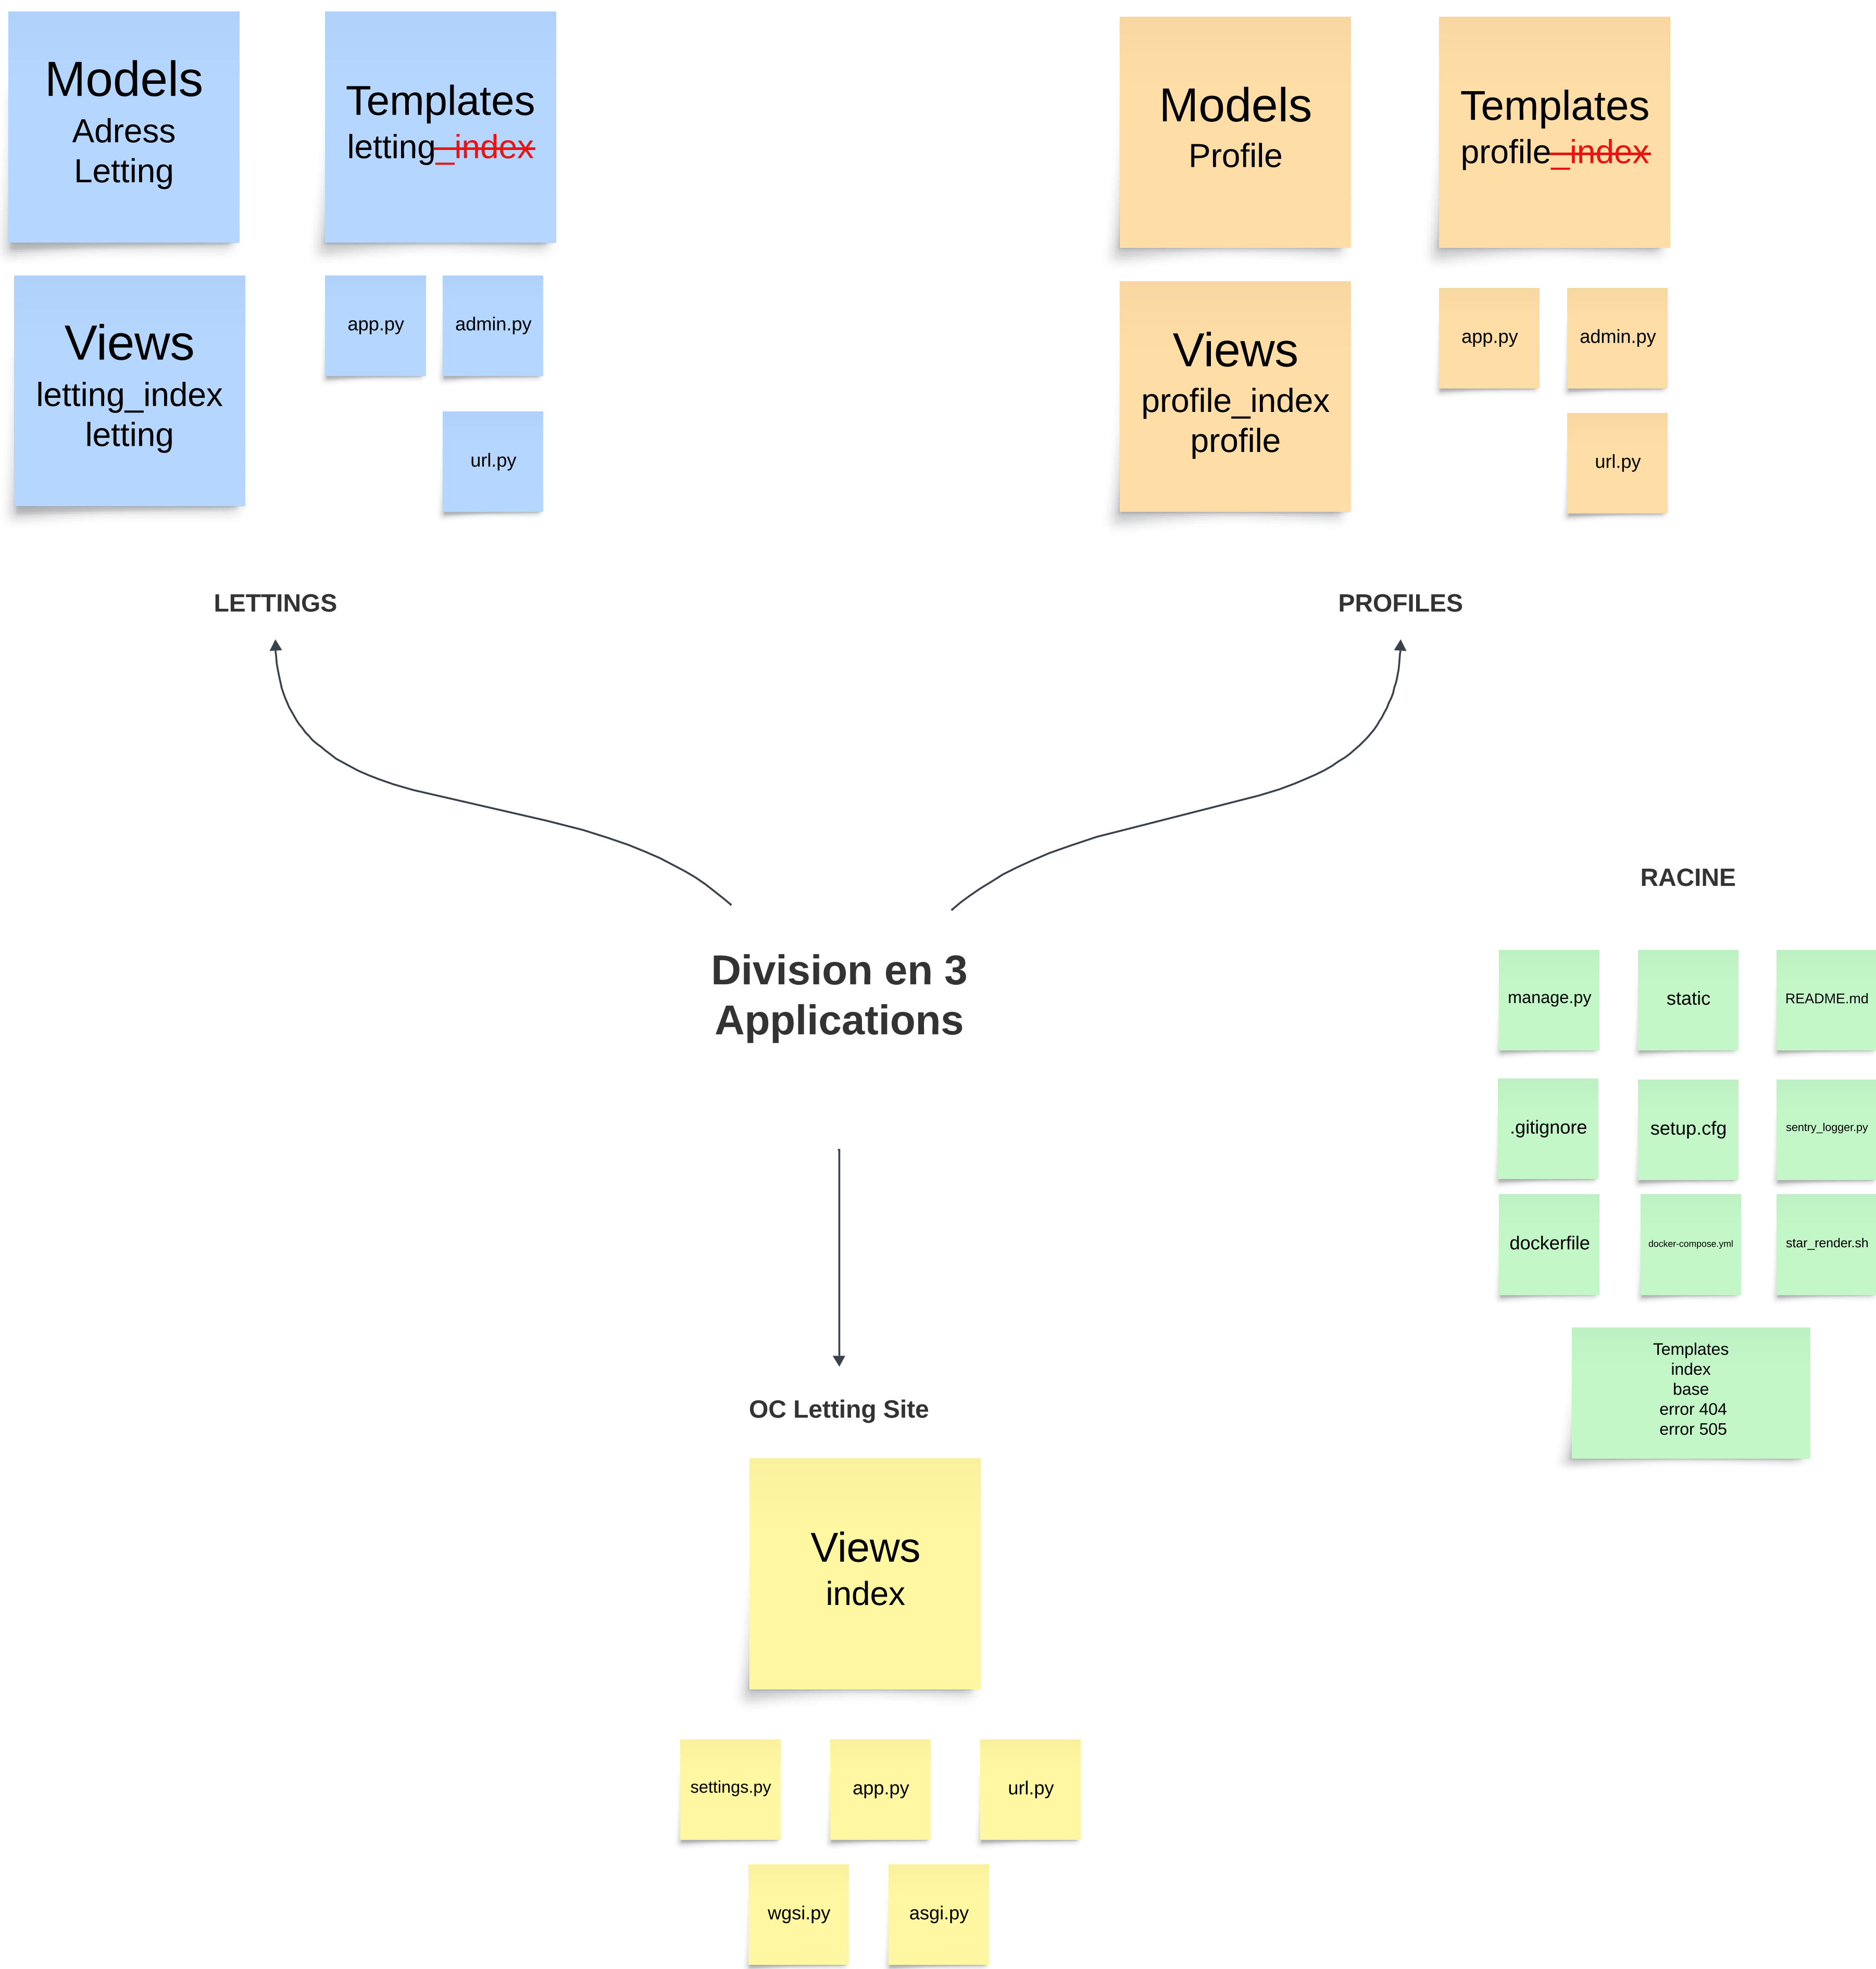 Models
Adress
Letting
Templates
letting_index
Views
letting_index
letting
app.py
admin.py
url.py
LETTINGS
Models
Profile
Templates
profile_index
Views
profile_index
profile
app.py
admin.py
url.py
PROFILES
Division en 3
Applications
RACINE
manage.py
static
README.md
.gitignore
setup.cfg
sentry_logger.py
dockerfile
docker-compose.yml
star_render.sh
Templates
index
base
error 404
error 505
OC Letting Site
Views
index
settings.py
app.py
url.py
wgsi.py
asgi.py